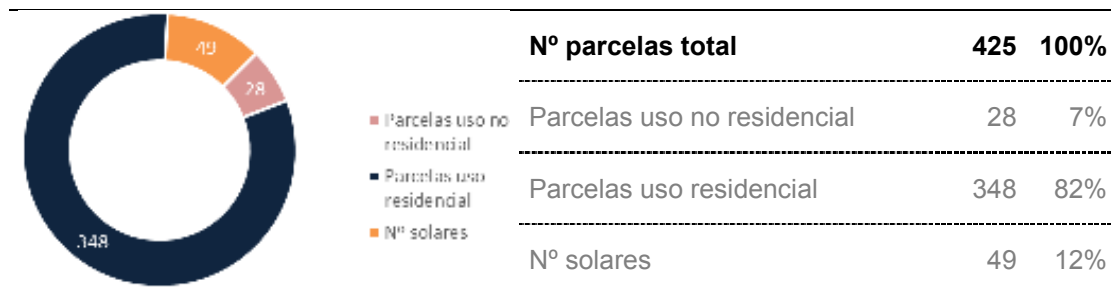 49
28
348
Parcelas uso no
residencial
Parcelas uso
residencial
Nº solares
Nº parcelas total 425 100%
Parcelas uso no residencial 28 7%
Parcelas uso residencial 348 82%
Nº solares 49 12%